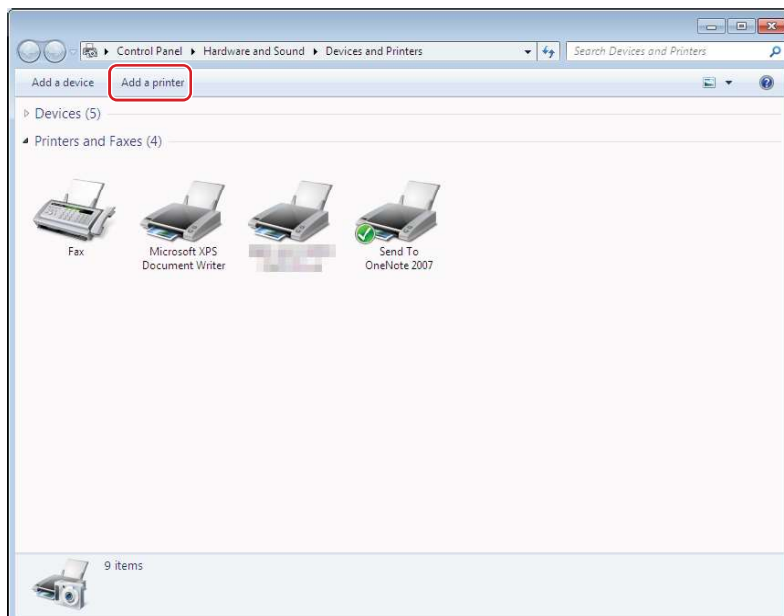 Control Panel Hardware and Sound Devices and Printers Search Devices and Printers
Add a device Add a printer
Devices (5)
Printers and Faxes (4)
Fax
Microsoft XPS
Document Writer
Send To
OneNote 2007
9 items